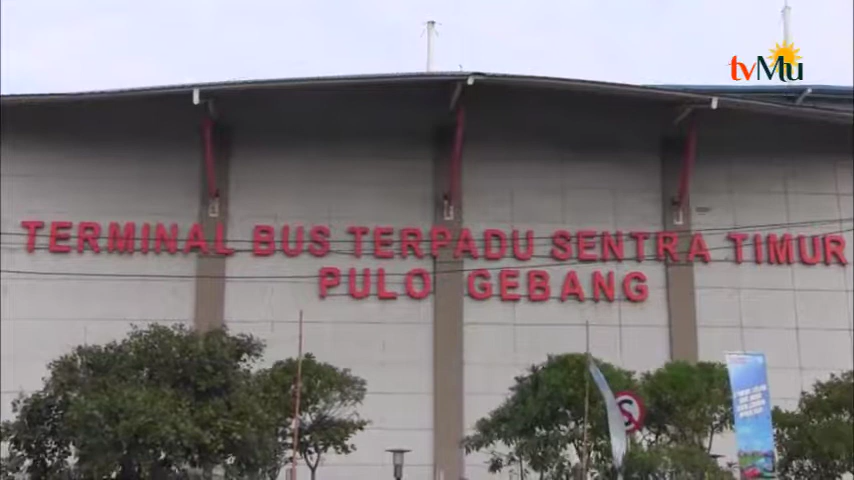 tvMu
TERMINAL BUS TERPADU SENTRA TIMUR
PULO GEBANG
S